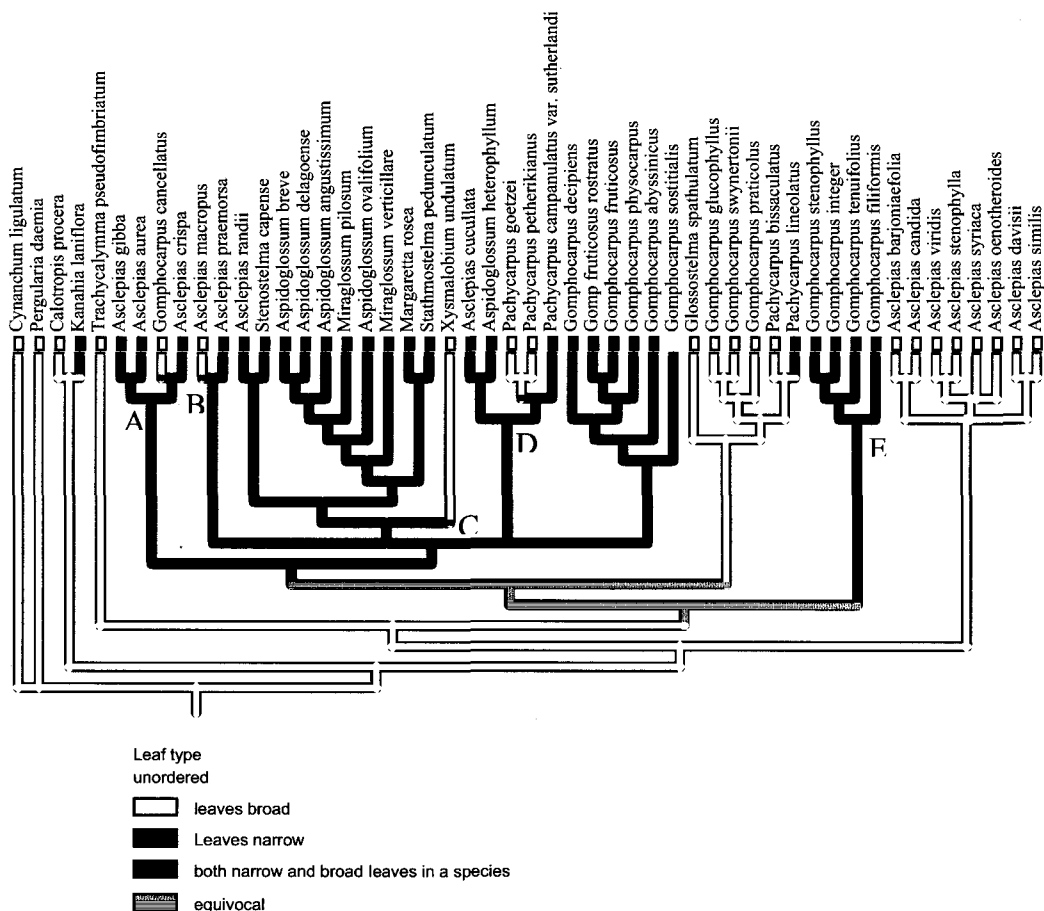 Cynanchum ligulatum
Pergularia daemia
Calotropis procera
Kanahia laniflora
Trachycalymma pseudofimbriatum
Asclepias gibba
Asclepias aurea
Gomphocarpus cancellatus
Asclepias crispa
Asclepias macropus
Asclepias praemorsa
Asclepias randii
Stenostelma capense
Aspidoglossum breve
Aspidoglossum delagoense
Aspidoglossum angustissimum
Miraglossum pilosum
Aspidoglossum ovalifolium
Miraglossum verticillare
Margaretta rosea
Stathmostelma pedunculatum
Xysmalobium undulatum
Asclepias cucullata
Aspidoglossum heterophyllum
Pachycarpus goetzei
Pachycarpus petherikianus
Pachycarpus campanulatus var. sutherlandi
Gomphocarpus decipiens
Gomp fruticosus rostratus
Gomphocarpus fruticosus
Gomphocarpus physocarpus
Gomphocarpus abyssinicus
Gomphocarpus sostitialis
Glossostelma spathulatum
Gomphocarpus glucophyllus
Gomphocarpus swynertonii
Gomphocarpus praticolus
Pachycarpus bissaculatus
Pachycarpus lineolatus
Gomphocarpus stenophyllus
Gomphocarpus integer
Gomphocarpus tenuifolius
Gomphocarpus filiformis
Asclepias barjoniaefolia
Asclepias candida
Asclepias viridis
Asclepias stenophylla
Asclepias syriaca
Asclepias oenotheroides
Asclepias davisii
Asclepias similis
A
B
C
D
E
Leaf type
unordered
leaves broad
Leaves narrow
both narrow and broad leaves in a species
equivocal